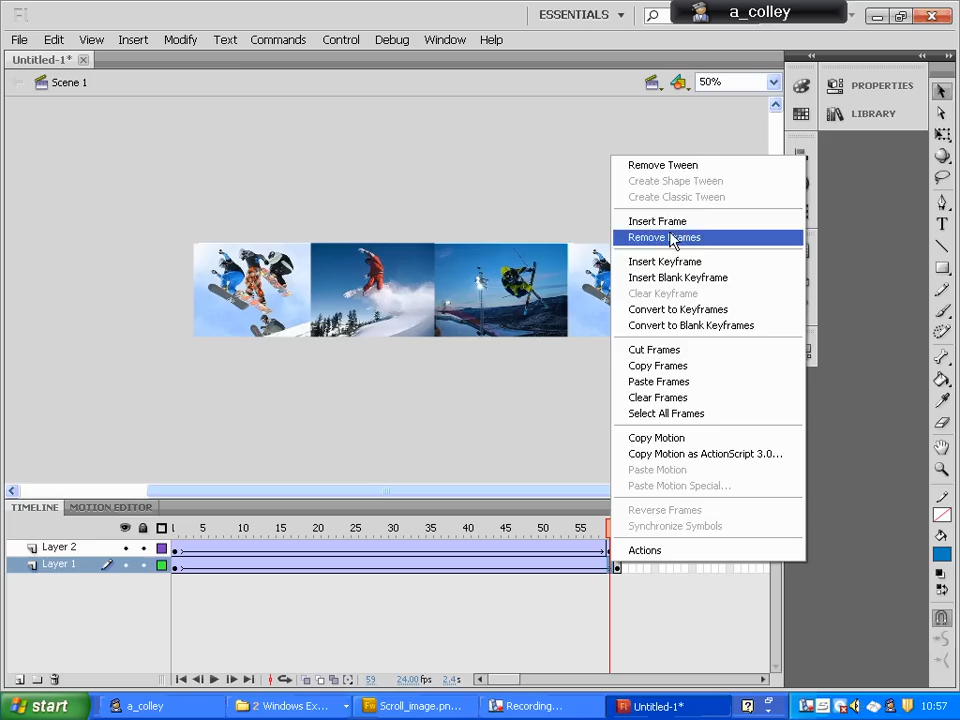 Fl
ESSENTIALS
a_colley
File Edit View Insert Modify Text Commands Control Debug Window Help
Untitled-1*
Scene 1
50%
PROPERTIES
LIBRARY
Remove Tween
Create Shape Tween
Create Classic Tween
Insert Frame
Remove Frames
Insert Keyframe
Insert Blank Keyframe
Clear Keyframe
Convert to Keyframes
Convert to Blank Keyframes
Cut Frames
Copy Frames
Paste Frames
Clear Frames
Select All Frames
Copy Motion
Copy Motion as ActionScript 3.0...
Paste Motion
Paste Motion Special...
Reverse Frames
Synchronize Symbols
Actions
TIMELINE MOTION EDITOR
5 10 15 20 25 30 35 40 45 50 55
Layer 2
Layer 1
59 24.00 fps 2.4 s
start a_colley 2 Windows Ex... Scroll_image.pn... Recording... Untitled-1* 10:57